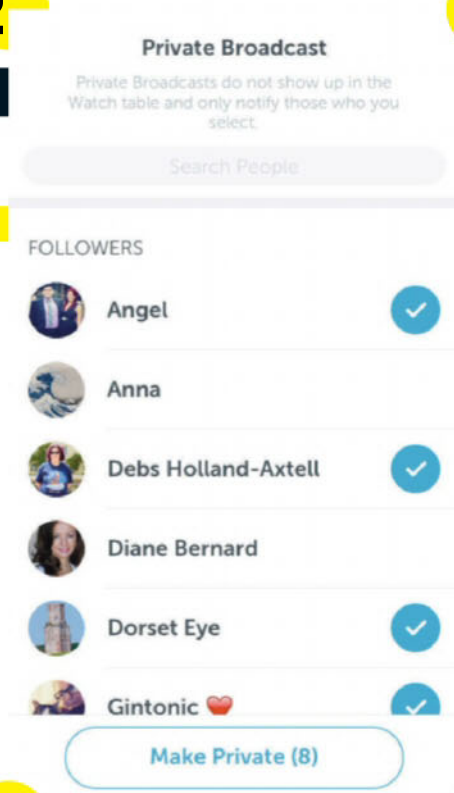 Private Broadcast
Private Broadcasts do not show up in the
Watch table and only notify those who you
select.
Search People
FOLLOWERS
Angel
Anna
Debs Holland-Axtell
Diane Bernard
Dorset Eye
Gintonic ❤️
Make Private (8)